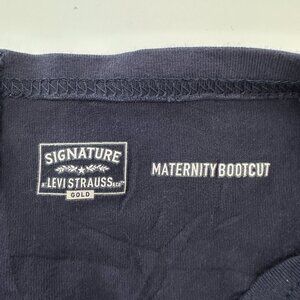 SIGNATURE
BY LEVI STRAUSS & CO.
GOLD
MATERNITY BOOTCUT